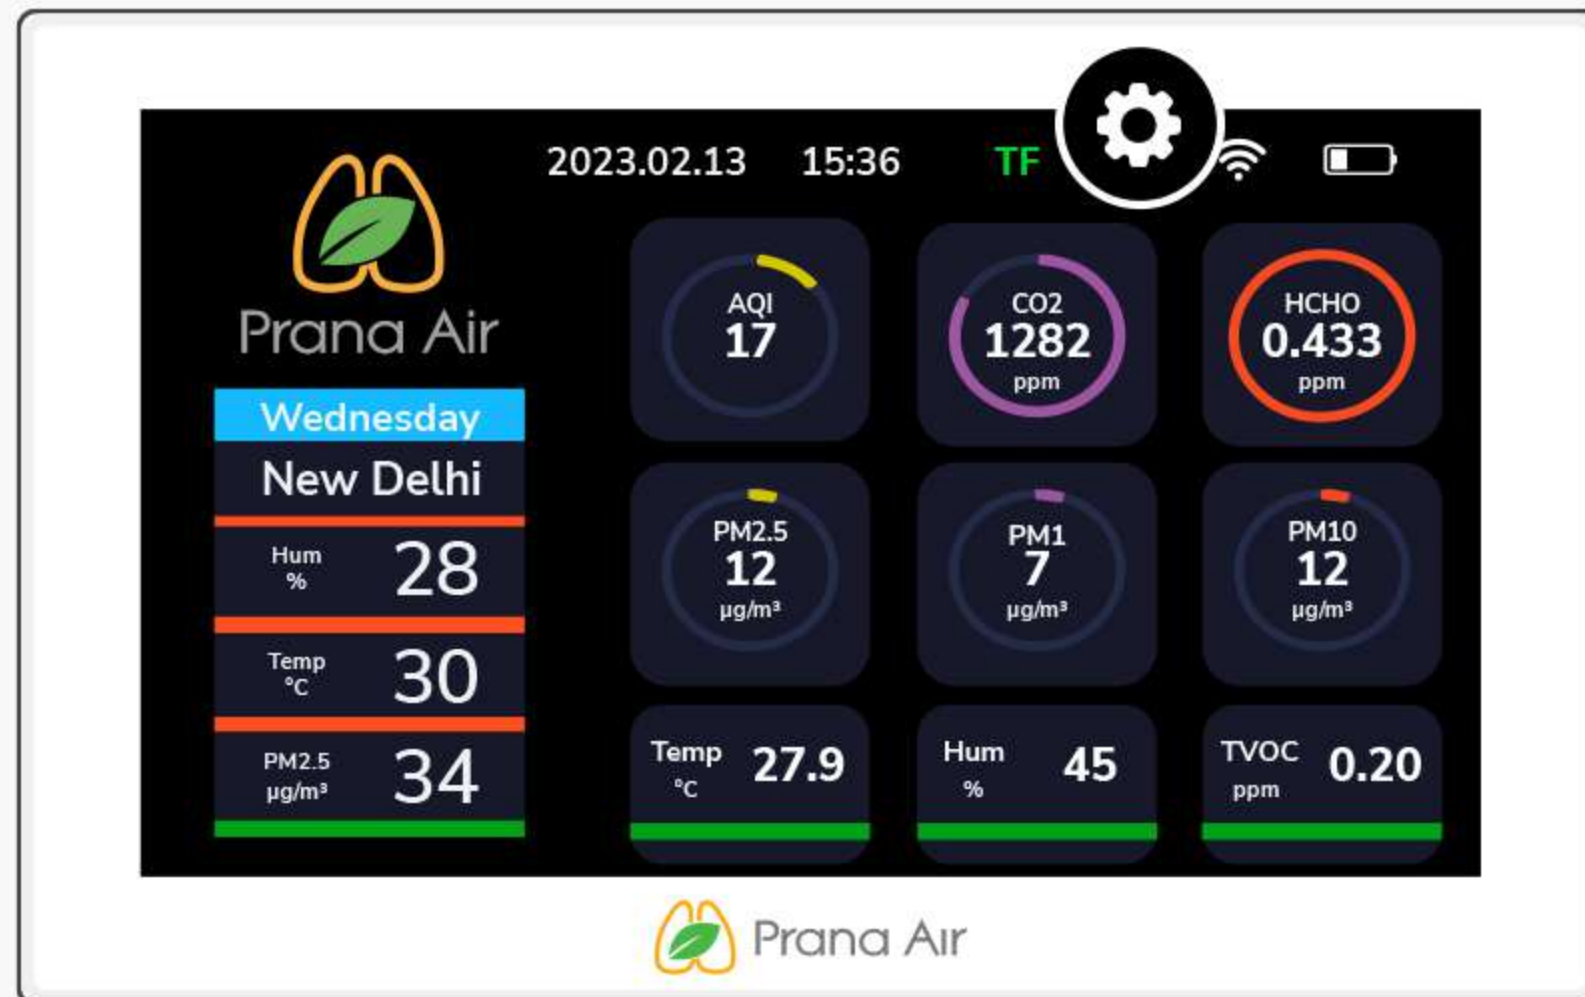 2023.02.13 15:36 TF
Prana Air
Wednesday
New Delhi
Hum
%
28
Temp
°C
30
PM2.5
µg/m³
34
AQI
17
CO2
1282
ppm
HCHO
0.433
ppm
PM2.5
12
µg/m³
PM1
7
µg/m³
PM10
12
µg/m³
Temp
°C
27.9
Hum
%
45
TVOC
ppm
0.20
Prana Air